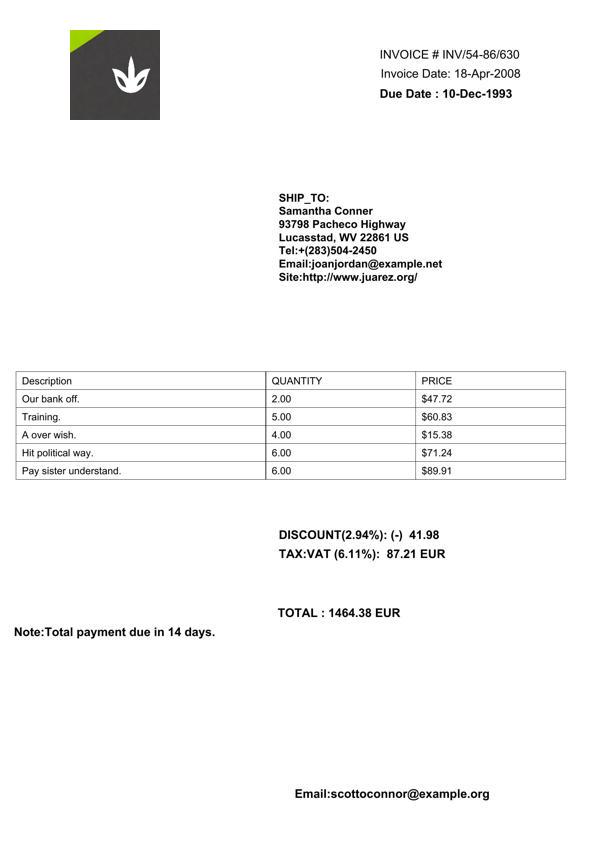 INVOICE # INV/54-86/630
Invoice Date: 18-Apr-2008
Due Date : 10-Dec-1993
SHIP_TO:
Samantha Conner
93798 Pacheco Highway
Lucasstad, WV 22861 US
Tel:+(283)504-2450
Email:joanjordan@example.net
Site:http://www.juarez.org/
Description QUANTITY PRICE
Our bank off. 2.00 $47.72
Training. 5.00 $60.83
A over wish. 4.00 $15.38
Hit political way. 6.00 $71.24
Pay sister understand. 6.00 $89.91
DISCOUNT(2.94%): (-) 41.98
TAX:VAT (6.11%): 87.21 EUR
TOTAL : 1464.38 EUR
Note:Total payment due in 14 days.
Email:scottoconnor@example.org